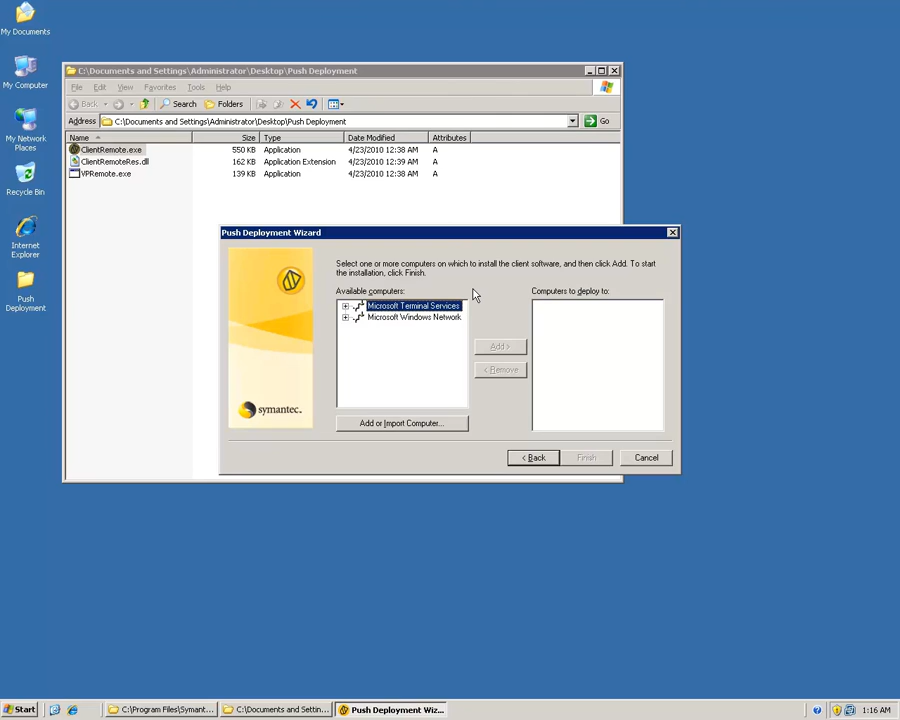 My Documents
My Computer
My Network
Places
Recycle Bin
Internet
Explorer
Push
Deployment
C:\Documents and Settings\Administrator\Desktop\Push Deployment
File Edit View Favorites Tools Help
Back Search Folders
Address C:\Documents and Settings\Administrator\Desktop\Push Deployment Go
Name Size Type Date Modified Attributes
ClientRemote.exe 550 KB Application 4/23/2010 12:38 AM A
ClientRemoteRes.dll 162 KB Application Extension 4/23/2010 12:39 AM A
VPRemote.exe 139 KB Application 4/23/2010 12:38 AM A
Push Deployment Wizard
Select one or more computers on which to install the client software, and then click Add. To start
the installation, click Finish.
Available computers:
Computers to deploy to:
Microsoft Terminal Services
Microsoft Windows Network
Add >
< Remove
symantec.
Add or Import Computer...
< Back Finish Cancel
Start C:\Program Files\Symant... C:\Documents and Settin... Push Deployment Wiz... 1:16 AM